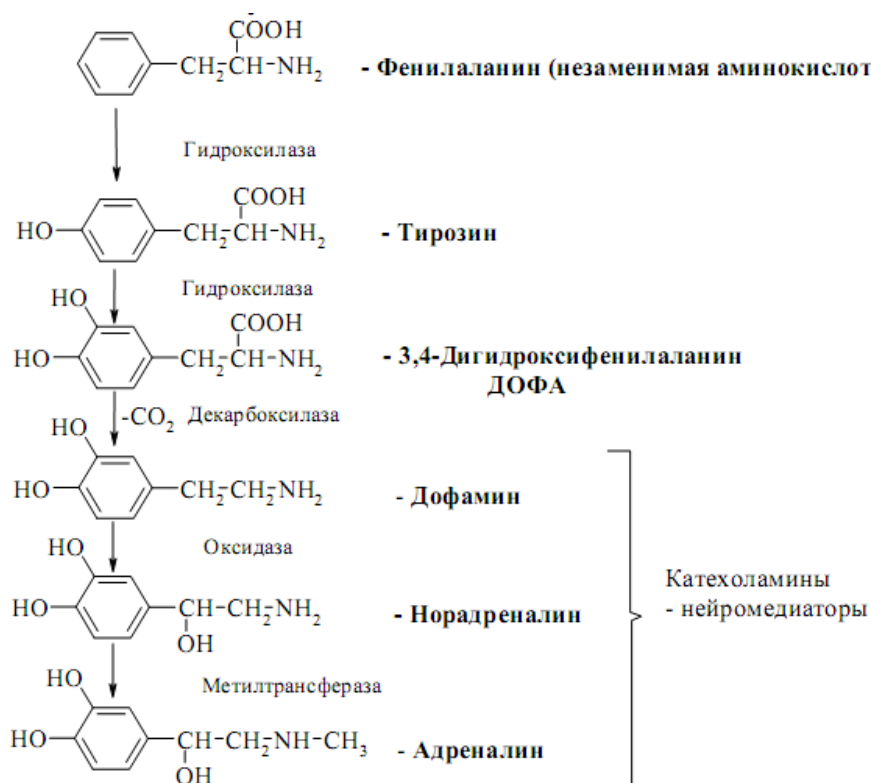 COOH
CH2-CH-NH2 - Фенилаланин (незаменимая аминокислот
Гидроксилаза
COOH
HO CH2-CH-NH2 - Тирозин
Гидроксилаза
HO
COOH
HO CH2-CH-NH2 - 3,4-Дигидроксифенилаланин
ДОФА
-CO2 Декарбоксилаза
HO
HO CH2-CH2NH2 - Дофамин
Оксидаза
HO
HO CH-CH2NH2 - Норадреналин
OH
Катехоламины
- нейромедиаторы
Метилтрансфераза
HO
HO CH-CH2NH-CH3 - Адреналин
OH